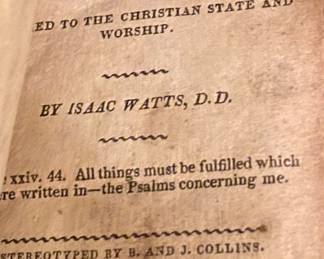 ED TO THE CHRISTIAN STATE AND
WORSHIP.
BY ISAAC WATTS, D. D.
xxiv. 44. All things must be fulfilled which
re written in—the Psalms concerning me.
STEREOTYPED BY B. AND J. COLLINS.